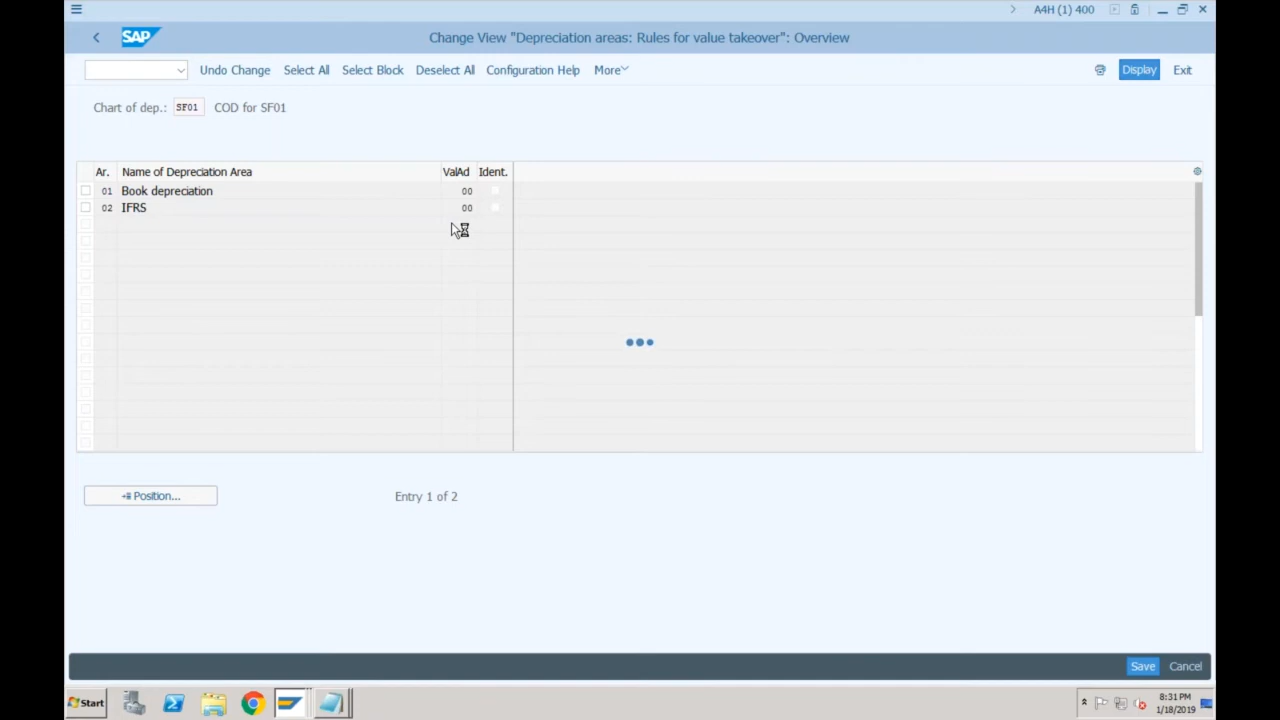 A4H (1) 400
SAP
Change View "Depreciation areas: Rules for value takeover": Overview
Undo Change Select All Select Block Deselect All Configuration Help More Display Exit
Chart of dep.: SF01 COD for SF01
Ar. Name of Depreciation Area ValAd Ident.
01 Book depreciation 00
02 IFRS 00
Position... Entry 1 of 2
Save Cancel
Start 8:31 PM
1/18/2019